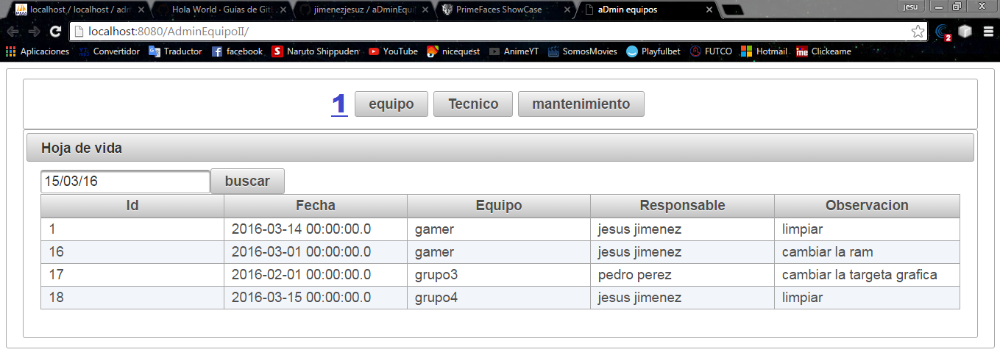 localhost / localhost / adm
Hola World · Guías de GitH
jimenezjesuz / aDminEqui
PrimeFaces ShowCase
aDmin equipos
jesu
localhost:8080/AdminEquipoII/
2
Aplicaciones Convertidor Traductor facebook Naruto Shippuden YouTube nicequest AnimeYT SomosMovies Playfulbet FUTCO Hotmail Clickeame
1 equipo Tecnico mantenimiento
Hoja de vida
15/03/16 buscar
Id Fecha Equipo Responsable Observacion
1 2016-03-14 00:00:00.0 gamer jesus jimenez limpiar
16 2016-03-01 00:00:00.0 gamer jesus jimenez cambiar la ram
17 2016-02-01 00:00:00.0 grupo3 pedro perez cambiar la targeta grafica
18 2016-03-15 00:00:00.0 grupo4 jesus jimenez limpiar